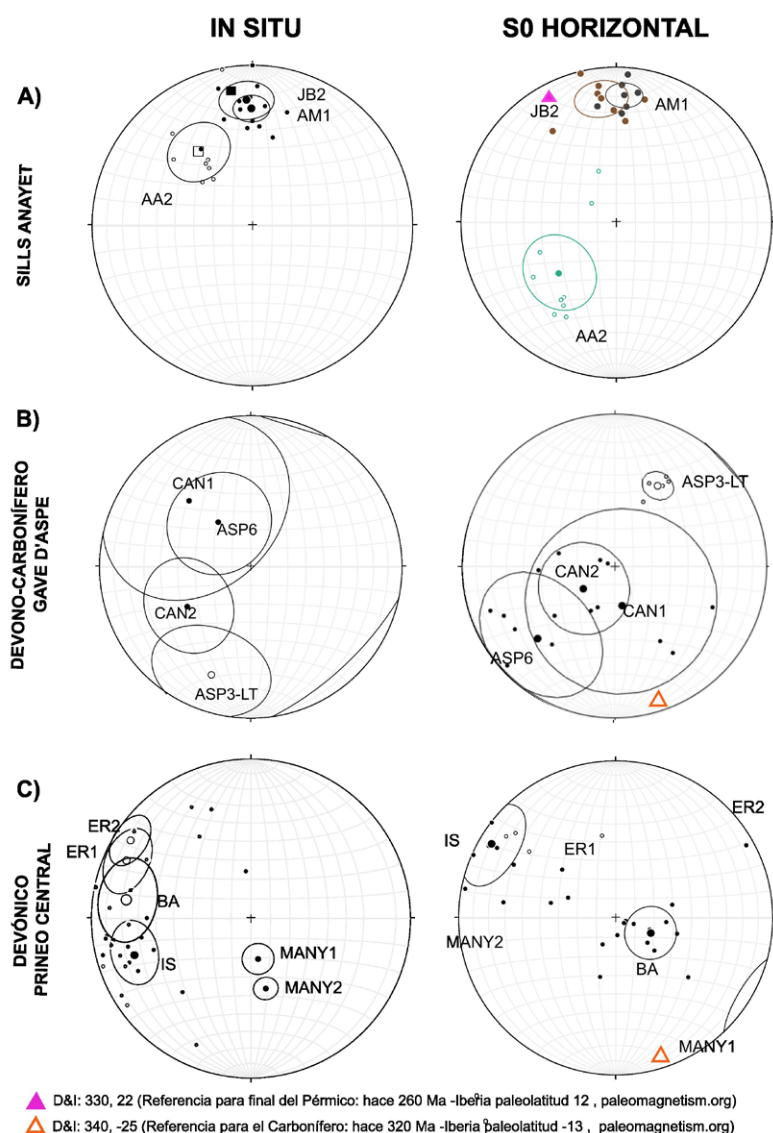 IN SITU
S0 HORIZONTAL
A)
SILLS ANAYET
JB2
AM1
AA2
JB2
AM1
AA2
B)
DEVONO-CARBONÍFERO
GAVE D'ASPE
CAN1
ASP6
CAN2
ASP3-LT
ASP3-LT
CAN2
CAN1
ASP6
C)
DEVÓNICO
PRINEO CENTRAL
ER2
ER1
BA
IS
MANY1
MANY2
ER2
IS
ER1
MANY2
BA
MANY1
D&I: 330, 22 (Referencia para final del Pérmico: hace 260 Ma -Iberia paleolatitud 12°, paleomagnetism.org)
D&I: 340, -25 (Referencia para el Carbonífero: hace 320 Ma -Iberia paleolatitud -13°, paleomagnetism.org)